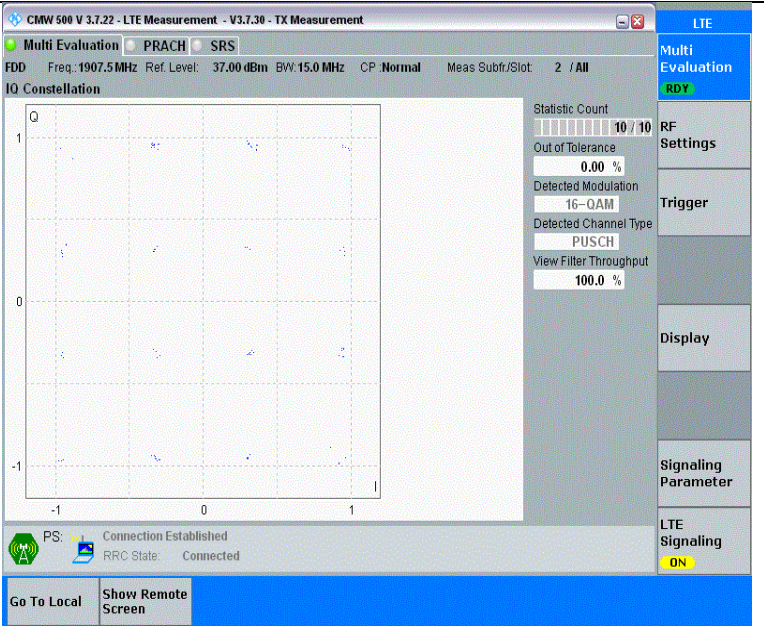 CMW 500 V 3.7.22 - LTE Measurement - V3.7.30 - TX Measurement
LTE
Multi Evaluation PRACH SRS
FDD Freq.: 1907.5 MHz Ref. Level: 37.00 dBm BW: 15.0 MHz CP :Normal Meas Subfr/Slot: 2 / All
IQ Constellation
Q
1
0
-1
-1 0 1
I
Statistic Count
10 / 10
Out of Tolerance
0.00 %
Detected Modulation
16-QAM
Detected Channel Type
PUSCH
View Filter Throughput
100.0 %
Multi
Evaluation
RDY
RF
Settings
Trigger
Display
Signaling
Parameter
LTE
Signaling
ON
PS: Connection Established
RRC State: Connected
Go To Local
Show Remote
Screen